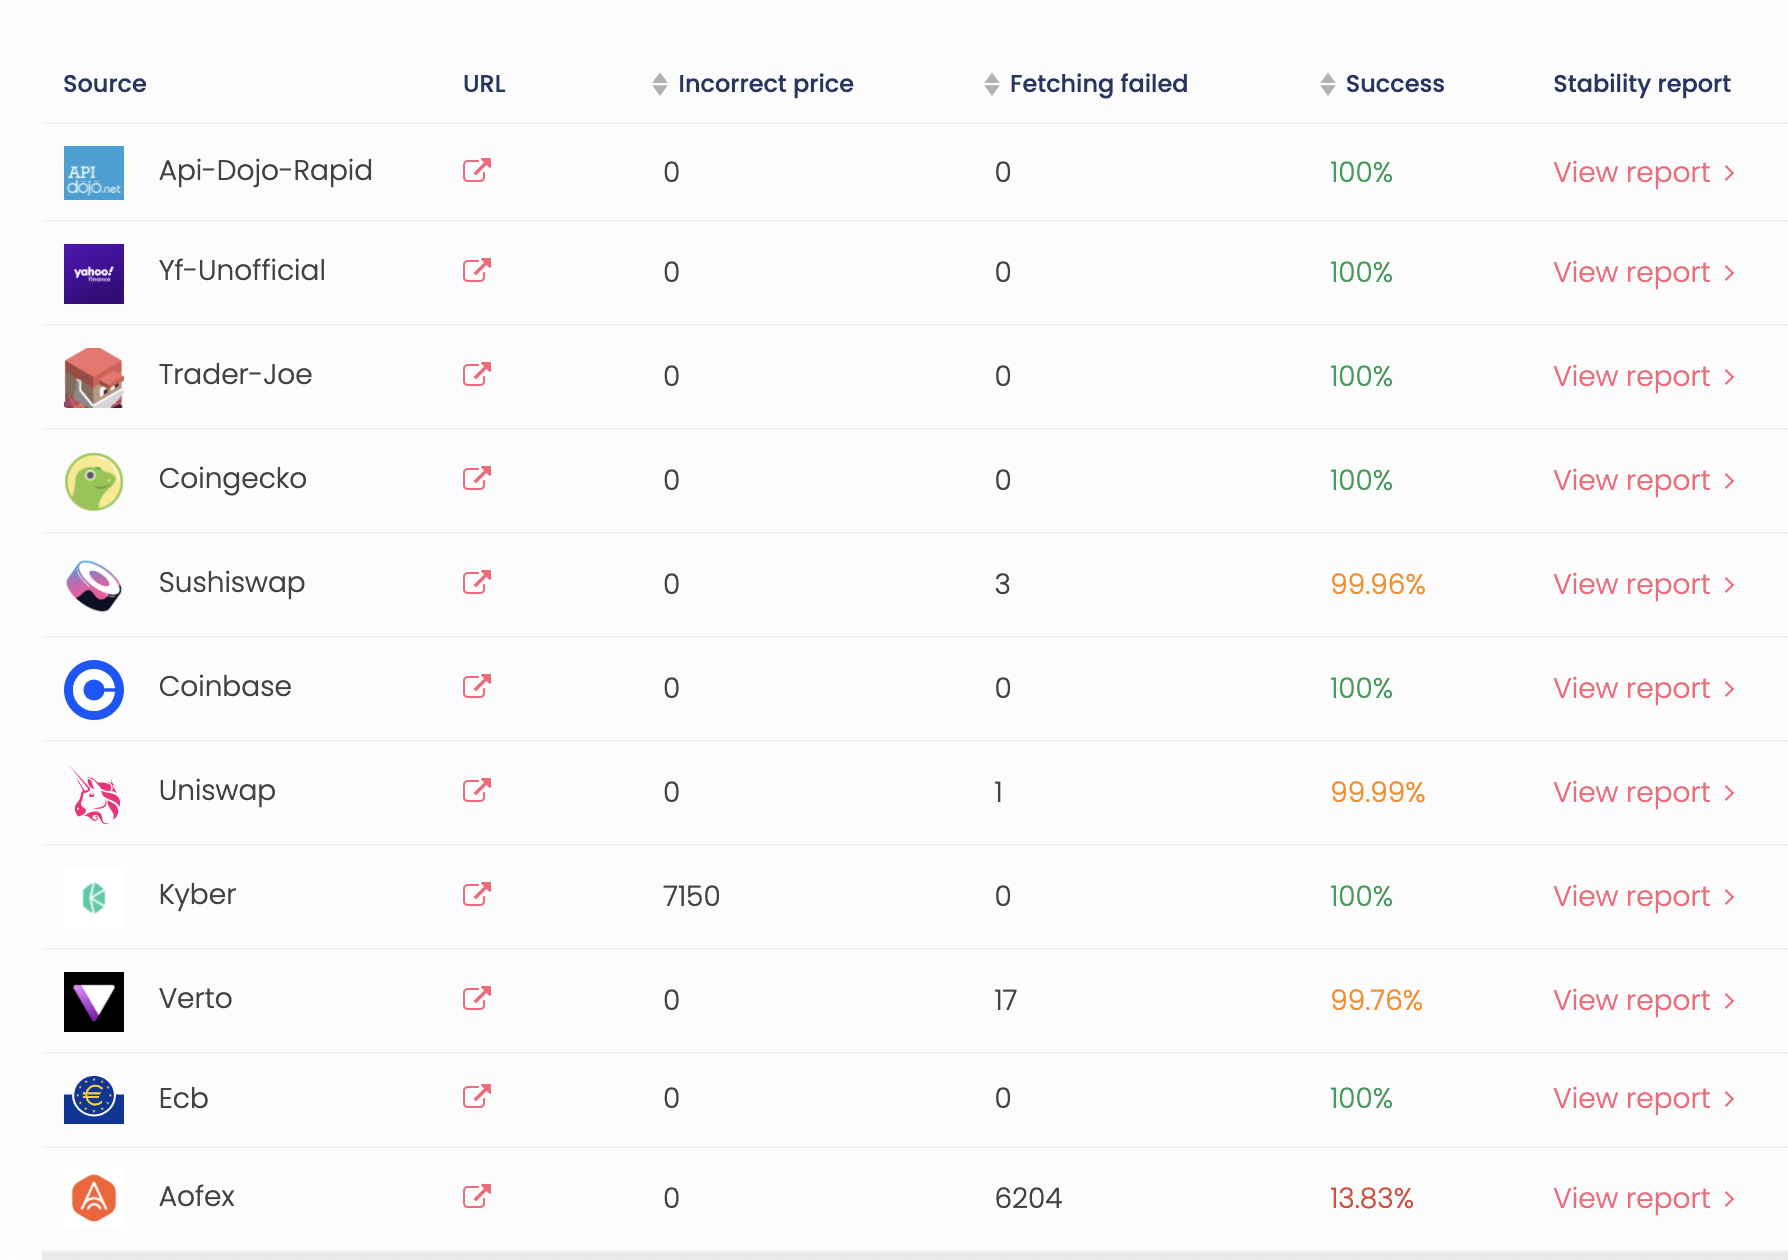 Source URL Incorrect price Fetching failed Success Stability report
API
dojo.net
Api-Dojo-Rapid 0 0 100% View report
yahoo!
finance
Yf-Unofficial 0 0 100% View report
Trader-Joe 0 0 100% View report
Coingecko 0 0 100% View report
Sushiswap 0 3 99.96% View report
Coinbase 0 0 100% View report
Uniswap 0 1 99.99% View report
Kyber 7150 0 100% View report
Verto 0 17 99.76% View report
Ecb 0 0 100% View report
Aofex 0 6204 13.83% View report